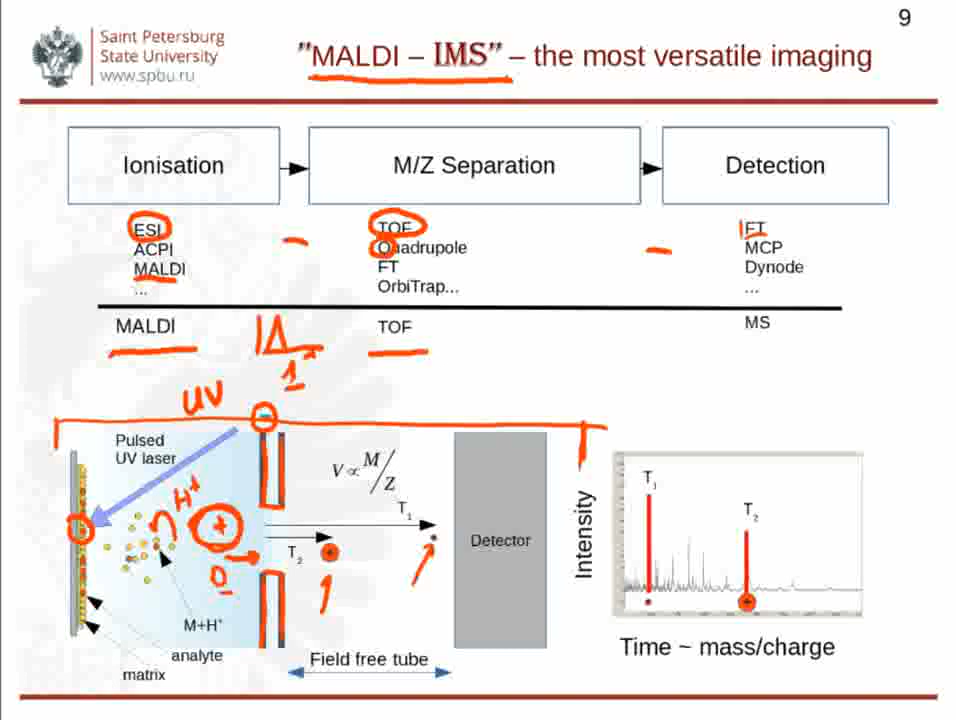 9
Saint Petersburg
State University
www.spbu.ru
"MALDI – IMS" – the most versatile imaging
Ionisation
M/Z Separation
Detection
ESI
TOF
FT
ACPI
Quadrupole
MCP
MALDI
FT
Dynode
...
OrbiTrap...
...
MALDI
TOF
MS
UV
Pulsed
UV laser
V ∝ M/Z
H+
+
T1
T2
+
Detector
M+H+
analyte
matrix
Field free tube
Intensity
T1
T2
Time ~ mass/charge